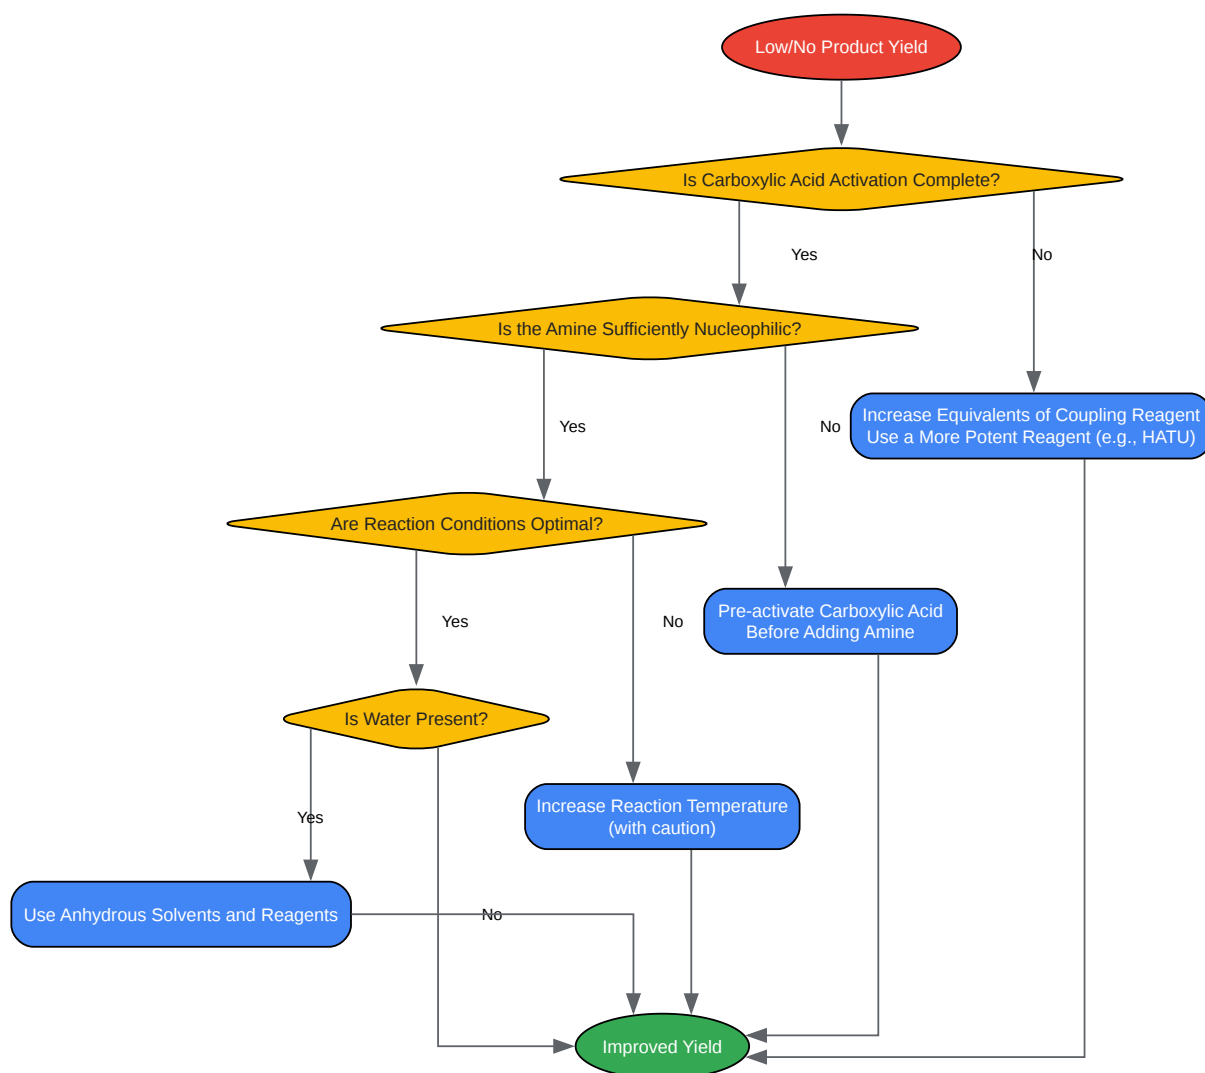 Low/No Product Yield
Is Carboxylic Acid Activation Complete?
Yes
No
Is the Amine Sufficiently Nucleophilic?
Increase Equivalents of Coupling Reagent
Use a More Potent Reagent (e.g., HATU)
Yes
No
Are Reaction Conditions Optimal?
Pre-activate Carboxylic Acid
Before Adding Amine
Yes
No
Is Water Present?
Increase Reaction Temperature
(with caution)
Yes
Use Anhydrous Solvents and Reagents
No
Improved Yield